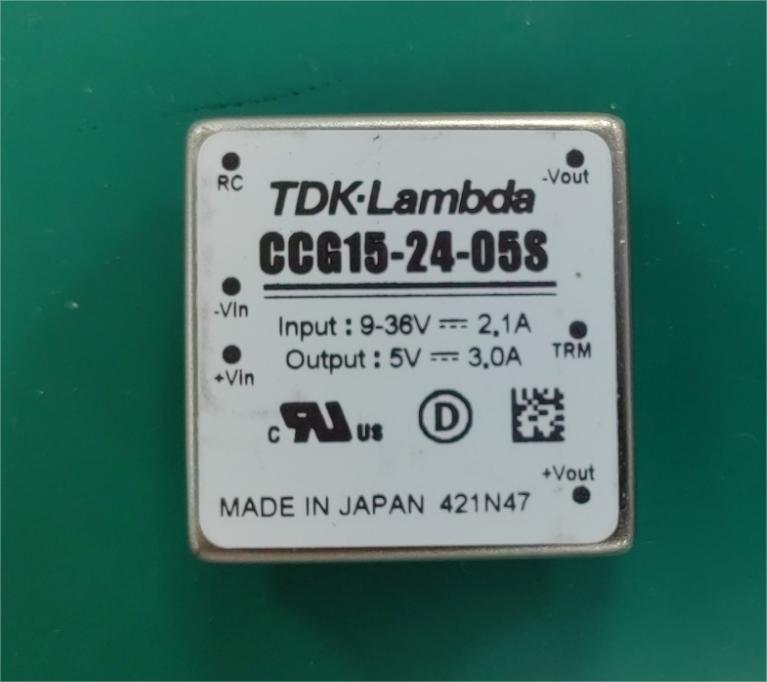 RC
-Vout
TDK·Lambda
CCG15-24-05S
-Vin
Input : 9-36V ⎓ 2.1A
TRM
Output : 5V ⎓ 3.0A
+Vin
c RU us
D
+Vout
MADE IN JAPAN 421N47